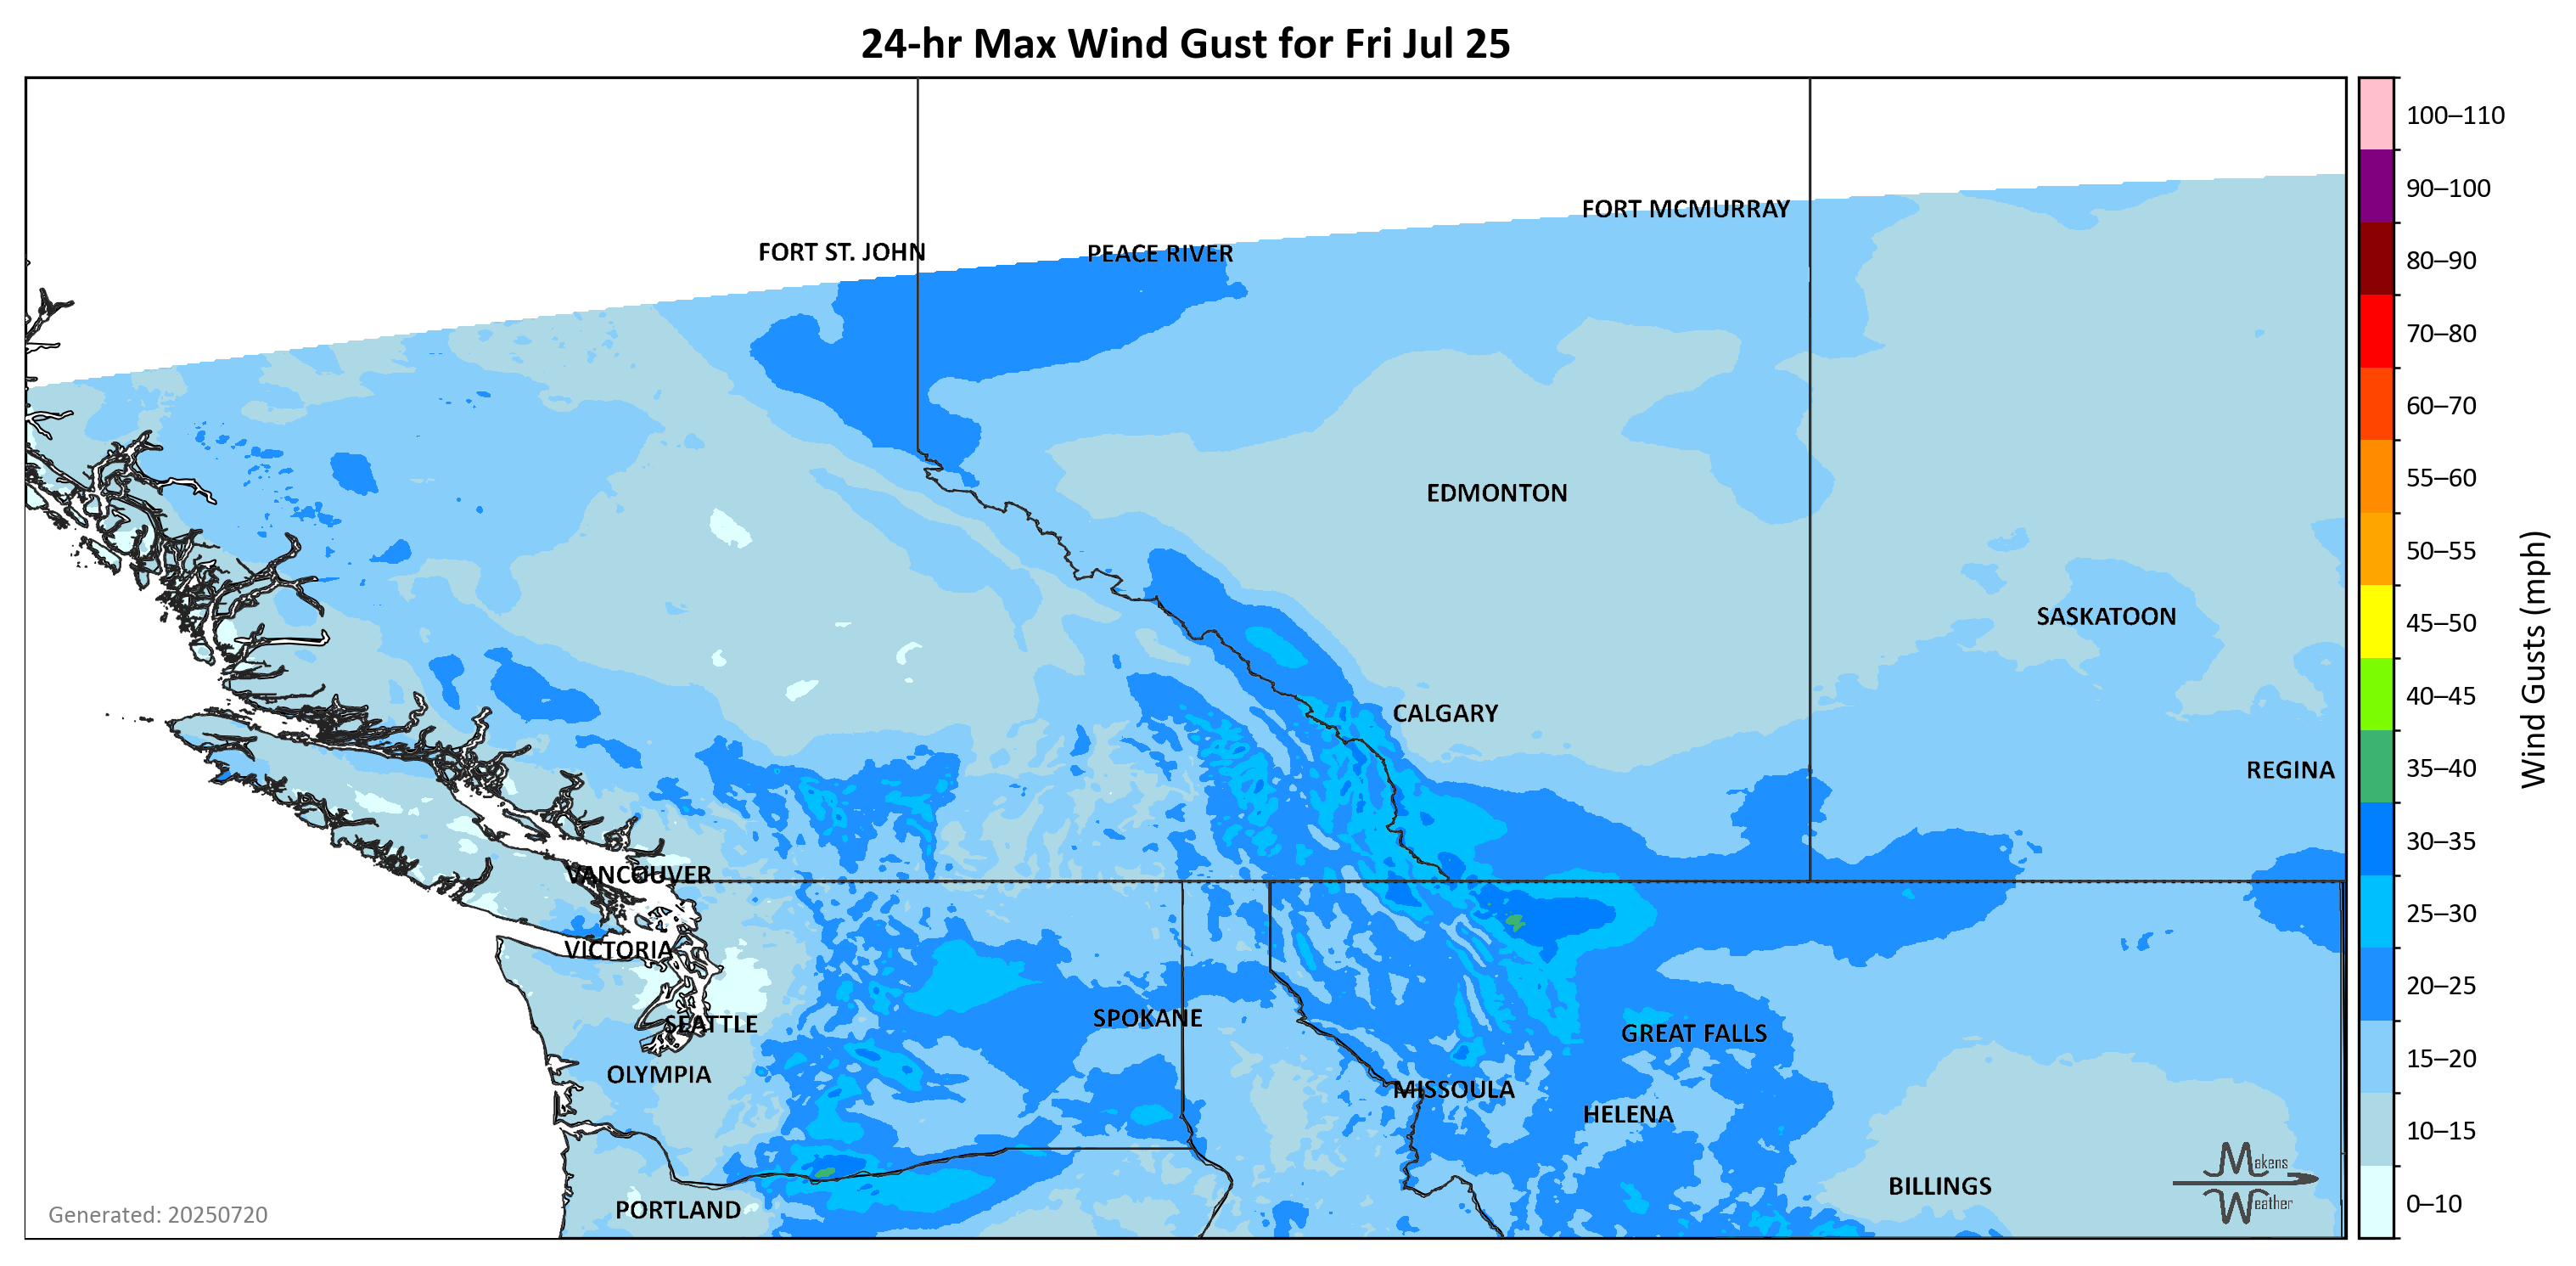 24-hr Max Wind Gust for Fri Jul 25
FORT MCMURRAY
FORT ST. JOHN
PEACE RIVER
EDMONTON
SASKATOON
CALGARY
REGINA
VANCOUVER
VICTORIA
SPOKANE
SEATTLE
GREAT FALLS
OLYMPIA
MISSOULA
HELENA
BILLINGS
PORTLAND
Generated: 20250720
Makens
Weather
100–110
90–100
80–90
70–80
60–70
55–60
50–55
45–50
40–45
35–40
30–35
25–30
20–25
15–20
10–15
0–10
Wind Gusts (mph)